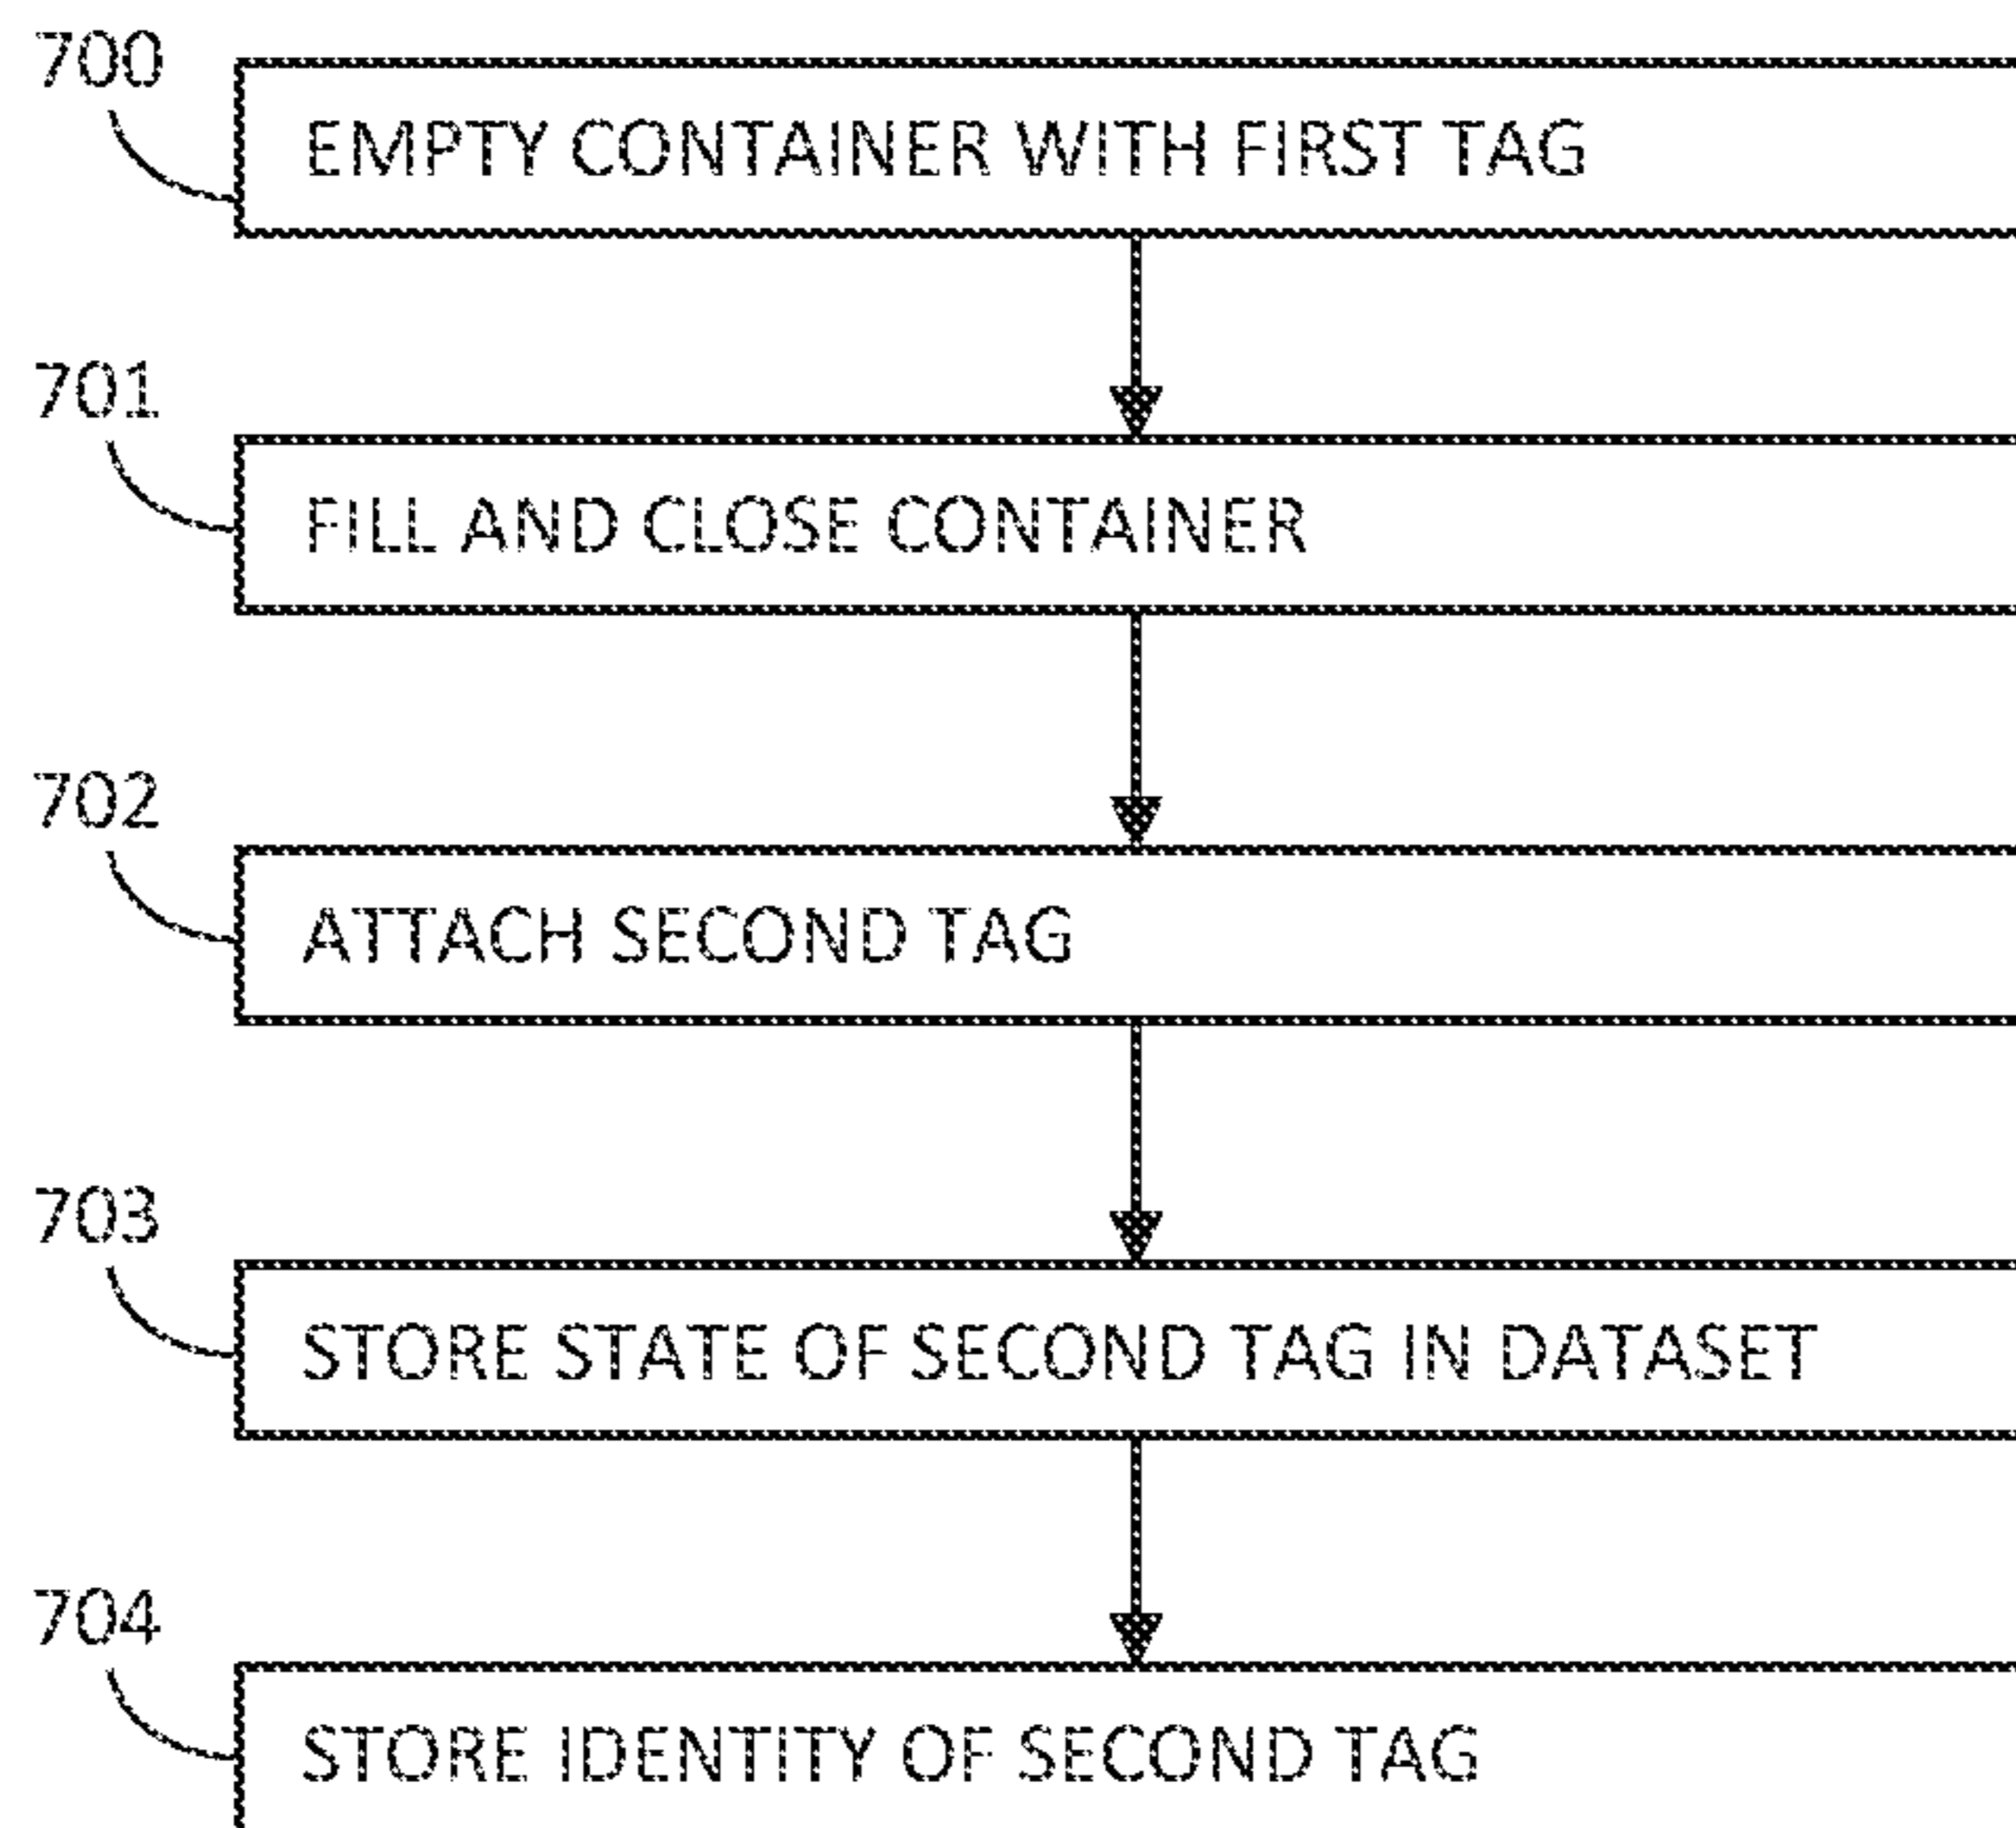 700
EMPTY CONTAINER WITH FIRST TAG
701
FILL AND CLOSE CONTAINER
702
ATTACH SECOND TAG
703
STORE STATE OF SECOND TAG IN DATASET
704
STORE IDENTITY OF SECOND TAG